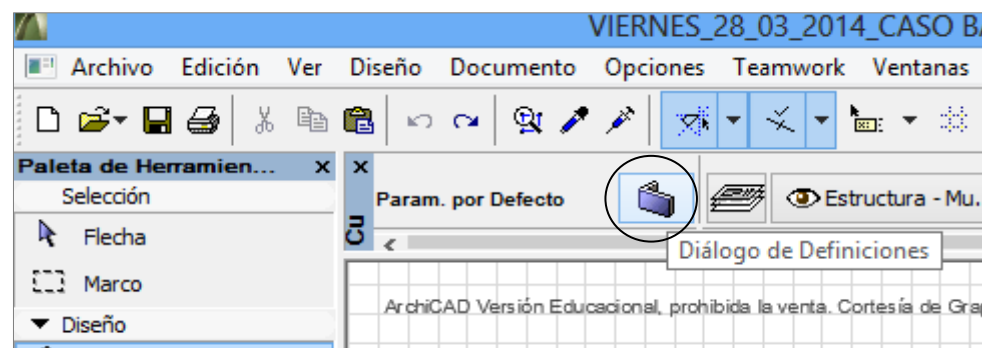 VIERNES_28_03_2014_CASO
Archivo Edición Ver Diseño Documento Opciones Teamwork Ventanas
Paleta de Herramien... x x
Selección
Param. por Defecto
Estructura - Mu.
Flecha
Cu
Diálogo de Definiciones
Marco
ArchiCAD Versión Educacional, prohibida la venta. Cortesía de
Diseño